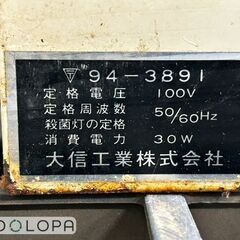 94-3891
定格電圧 100V
定格周波数 50/60Hz
殺菌灯の定格
消費電力 30W
大信工業株式会社
OLOPA